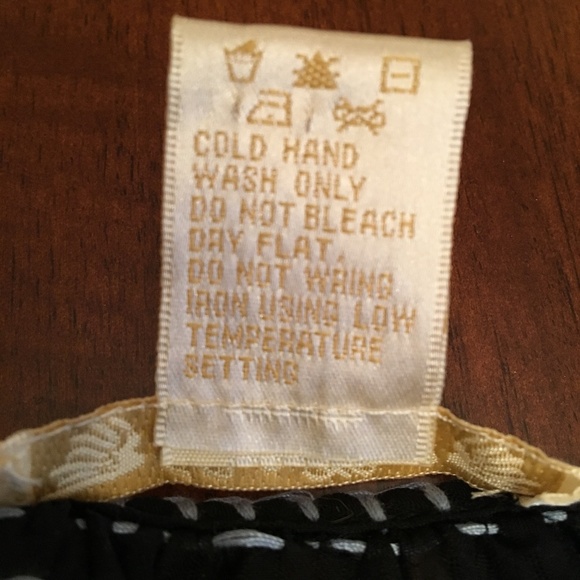 COLD HAND
WASH ONLY
DO NOT BLEACH
DRY FLAT,
DO NOT WRING
IRON USING LOW
TEMPERATURE
SETTING